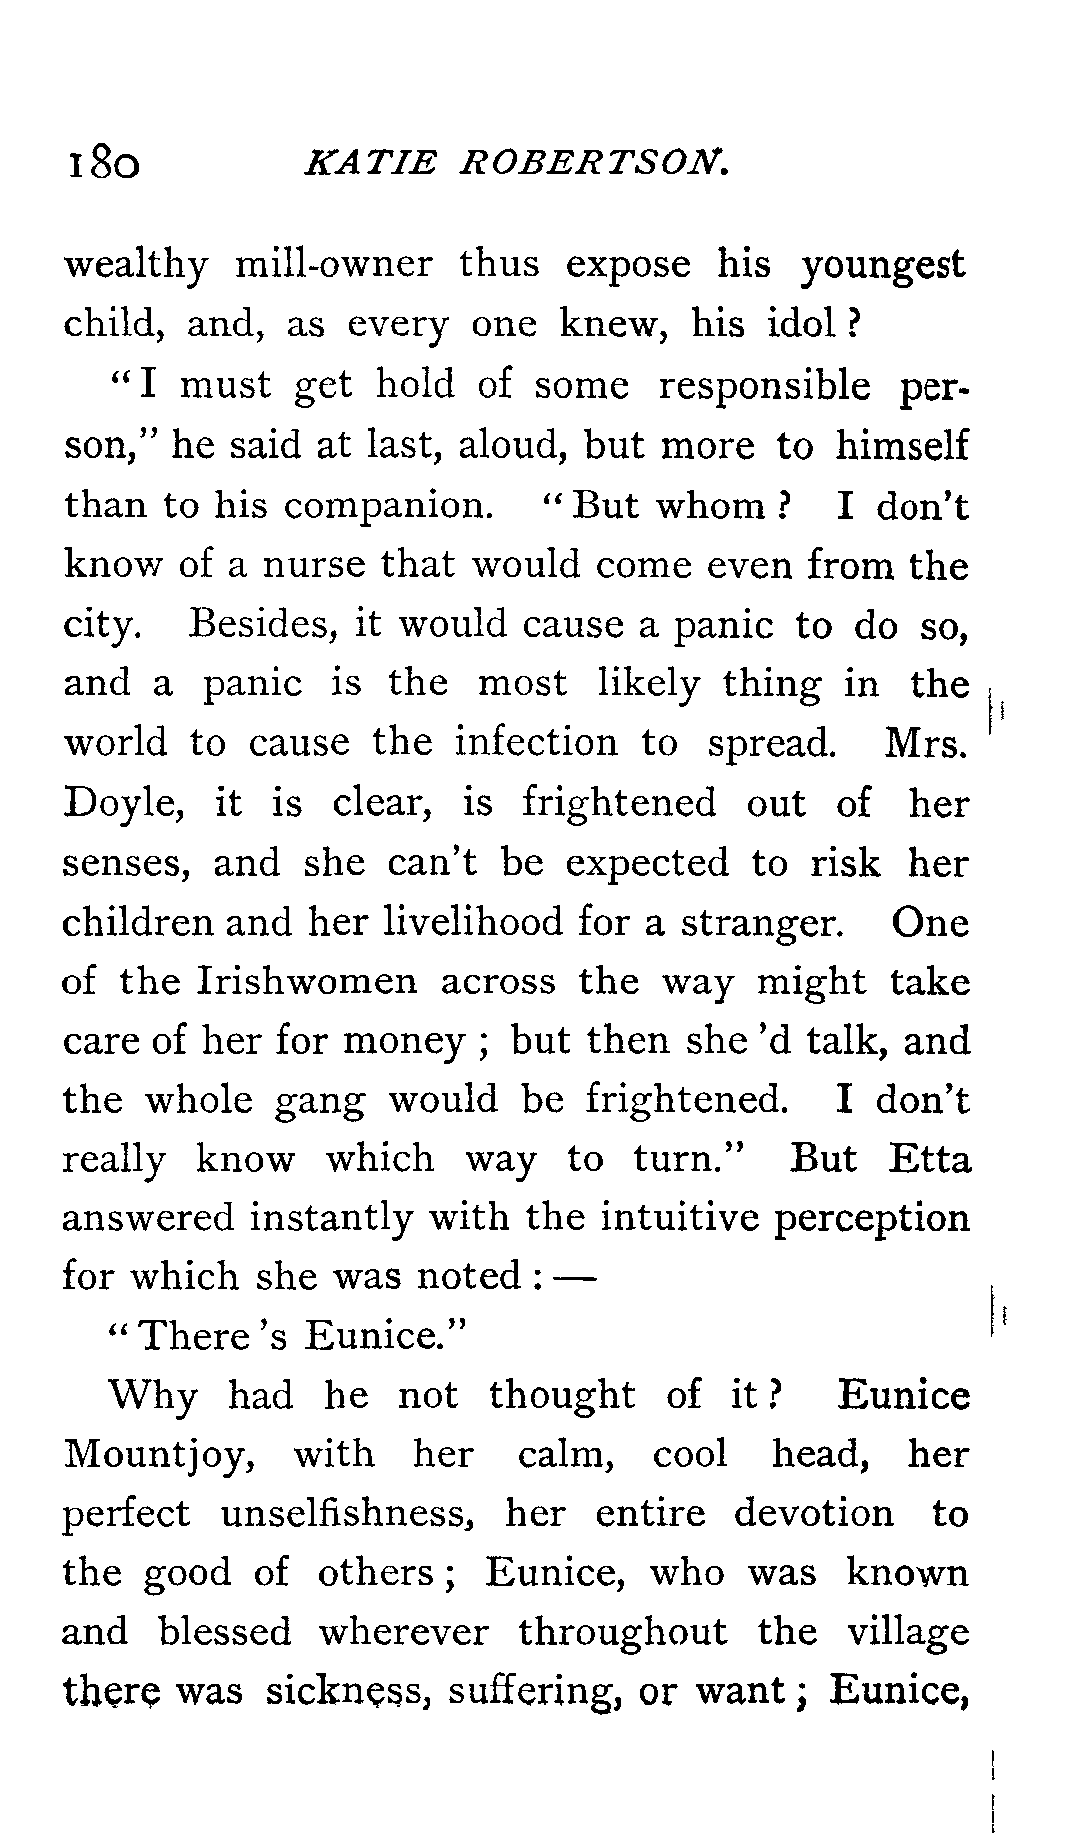 180 KATIE ROBERTSON.
wealthy mill-owner thus expose his youngest
child, and, as every one knew, his idol ?
" I must get hold of some responsible per-
son," he said at last, aloud, but more to himself
than to his companion. " But whom ? I don't
know of a nurse that would come even from the
city. Besides, it would cause a panic to do so,
and a panic is the most likely thing in the
world to cause the infection to spread. Mrs.
Doyle, it is clear, is frightened out of her
senses, and she can't be expected to risk her
children and her livelihood for a stranger. One
of the Irishwomen across the way might take
care of her for money ; but then she 'd talk, and
the whole gang would be frightened. I don't
really know which way to turn." But Etta
answered instantly with the intuitive perception
for which she was noted : —
" There 's Eunice."
Why had he not thought of it ? Eunice
Mountjoy, with her calm, cool head, her
perfect unselfishness, her entire devotion to
the good of others ; Eunice, who was known
and blessed wherever throughout the village
there was sickness, suffering, or want ; Eunice,